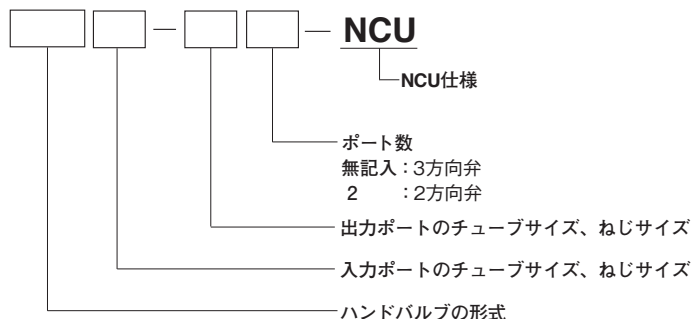 NCU
NCU仕様
ポート数
無記入：3方向弁
2　　：2方向弁
出力ポートのチューブサイズ、ねじサイズ
入力ポートのチューブサイズ、ねじサイズ
ハンドバルブの形式